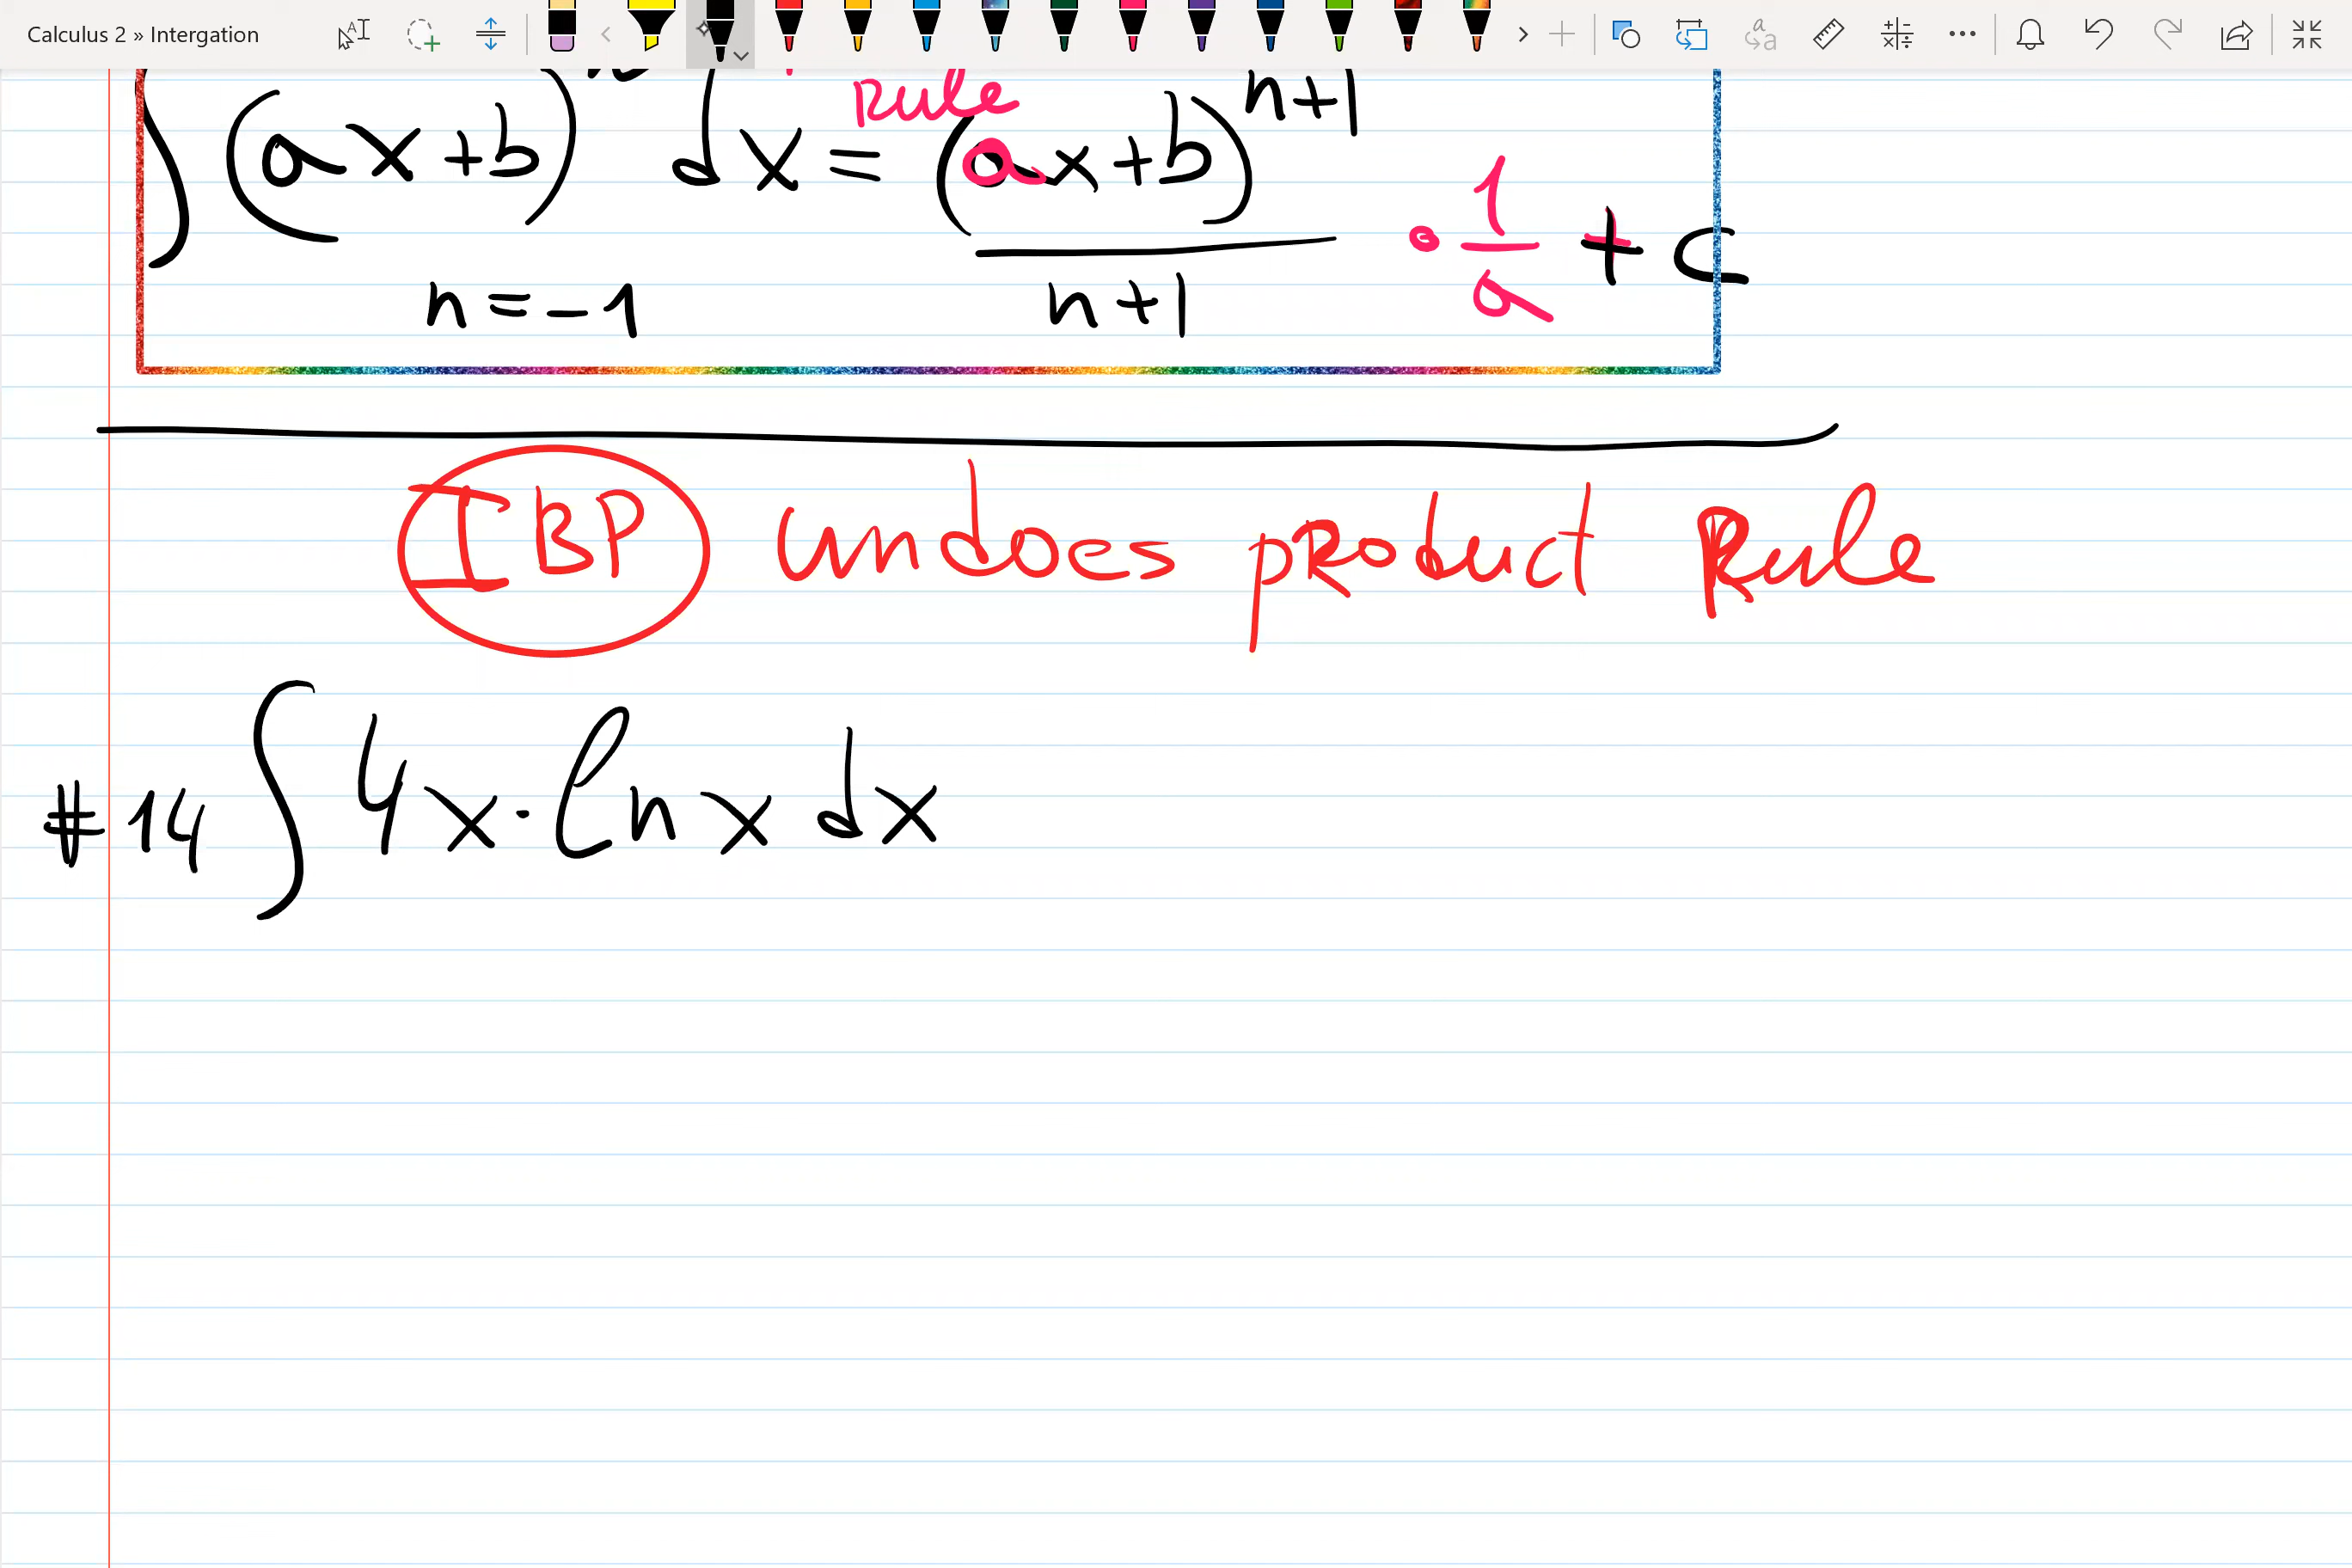 Calculus 2 » Intergation
Rule
∫(ax+b)ⁿ dx = (ax+b)ⁿ⁺¹ / n+1 · 1/a + C
n=-1
IBP undoes product Rule
#14 ∫4x·ln x dx